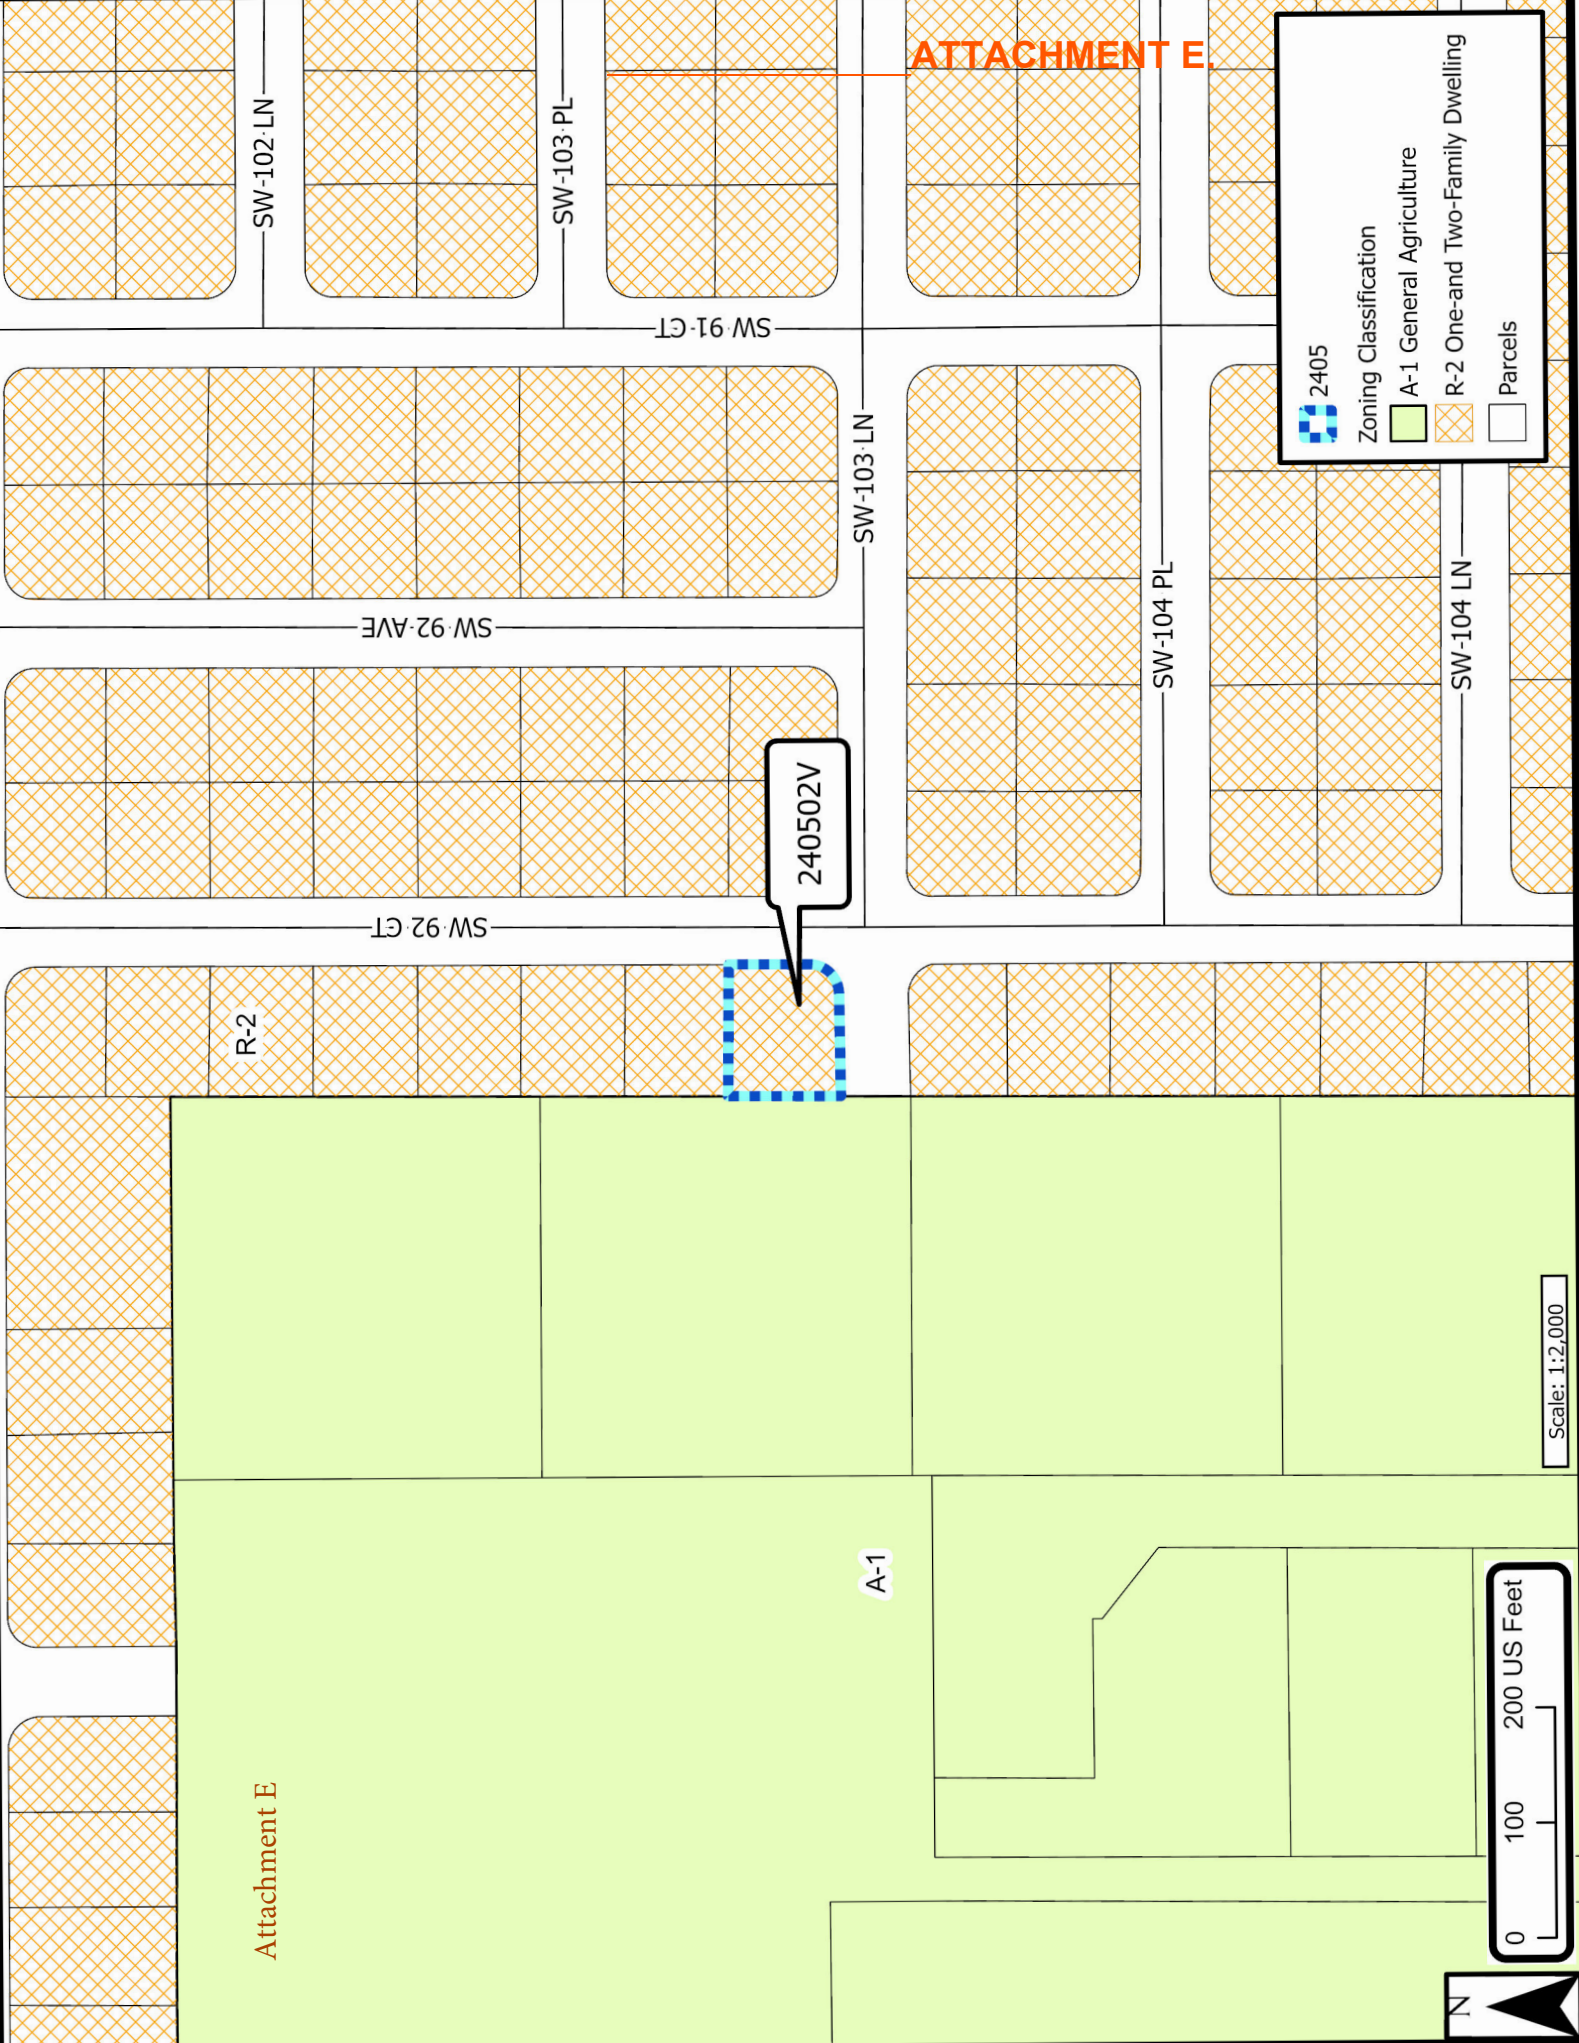 ATTACHMENT E.
SW 102 LN
SW 103 PL
SW 91 CT
SW 103 LN
SW 92 AVE
SW 104 PL
SW 104 LN
SW 92 CT
240502V
R-2
A-1
Attachment E
2405
Zoning Classification
A-1 General Agriculture
R-2 One-and Two-Family Dwelling
Parcels
Scale: 1:2,000
0 100 200 US Feet
N